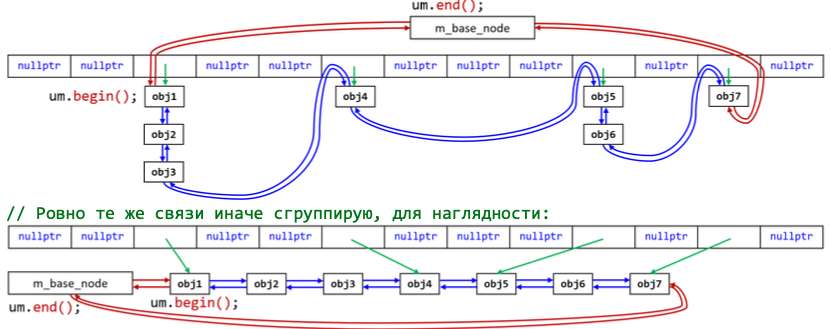 um.end();
m_base_node
nullptr nullptr nullptr nullptr nullptr nullptr nullptr nullptr nullptr
um.begin(); obj1 obj4 obj5 obj7
obj2 obj6
obj3
// Ровно те же связи иначе сгруппирую, для наглядности:
nullptr nullptr nullptr nullptr nullptr nullptr nullptr nullptr nullptr
m_base_node obj1 obj2 obj3 obj4 obj5 obj6 obj7
um.end(); um.begin();